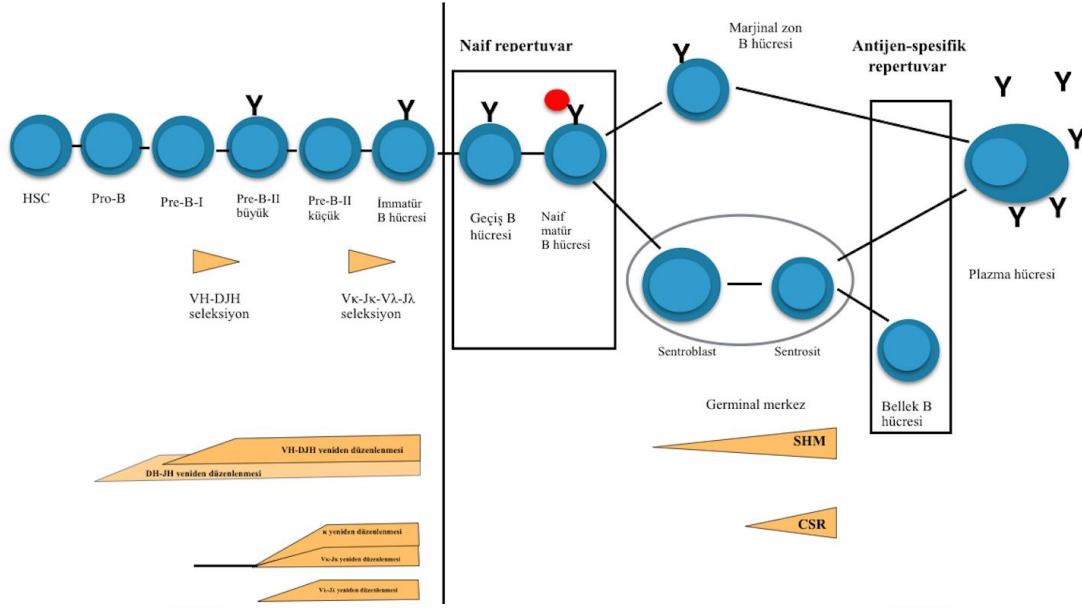 Naif repertuvar
Marjinal zon
B hücresi
Antijen-spesifik
repertuvar
Y
Y
Y
Y
Y
Y
Y
Y
Y
Y
HSC
Pro-B
Pre-B-I
Pre-B-II
büyük
Pre-B-II
küçük
İmmatür
B hücresi
Geçiş B
hücresi
Naif
matür
B hücresi
Plazma hücresi
VH-DJH
seleksiyon
Vκ-Jκ-Vλ-Jλ
seleksiyon
Sentroblast
Sentrosit
Germinal merkez
Bellek B
hücresi
SHM
CSR
VH-DJH yeniden düzenlenmesi
DH-JH yeniden düzenlenmesi
κ yeniden düzenlenmesi
Vκ-Jκ yeniden düzenlenmesi
Vλ-Jλ yeniden düzenlenmesi